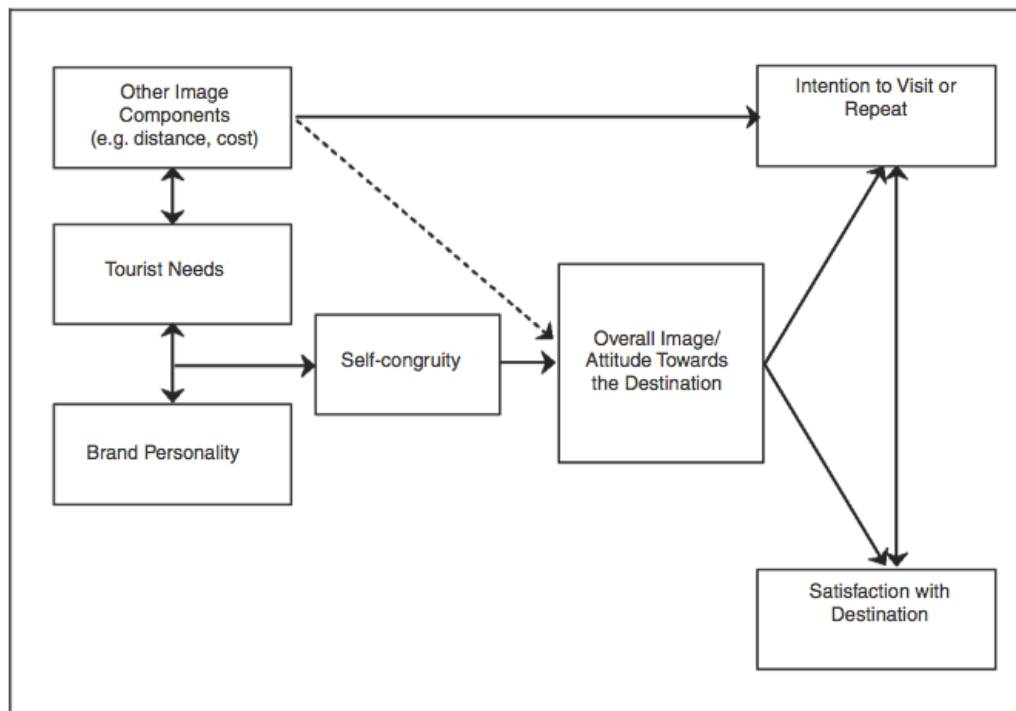 Other Image
Components
(e.g. distance, cost)
Intention to Visit or
Repeat
Tourist Needs
Self-congruity
Overall Image/
Attitude Towards
the Destination
Brand Personality
Satisfaction with
Destination